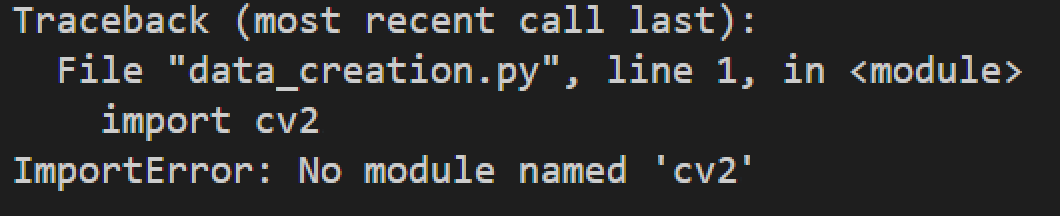 Traceback (most recent call last):
  File "data_creation.py", line 1, in <module>
    import cv2
ImportError: No module named 'cv2'